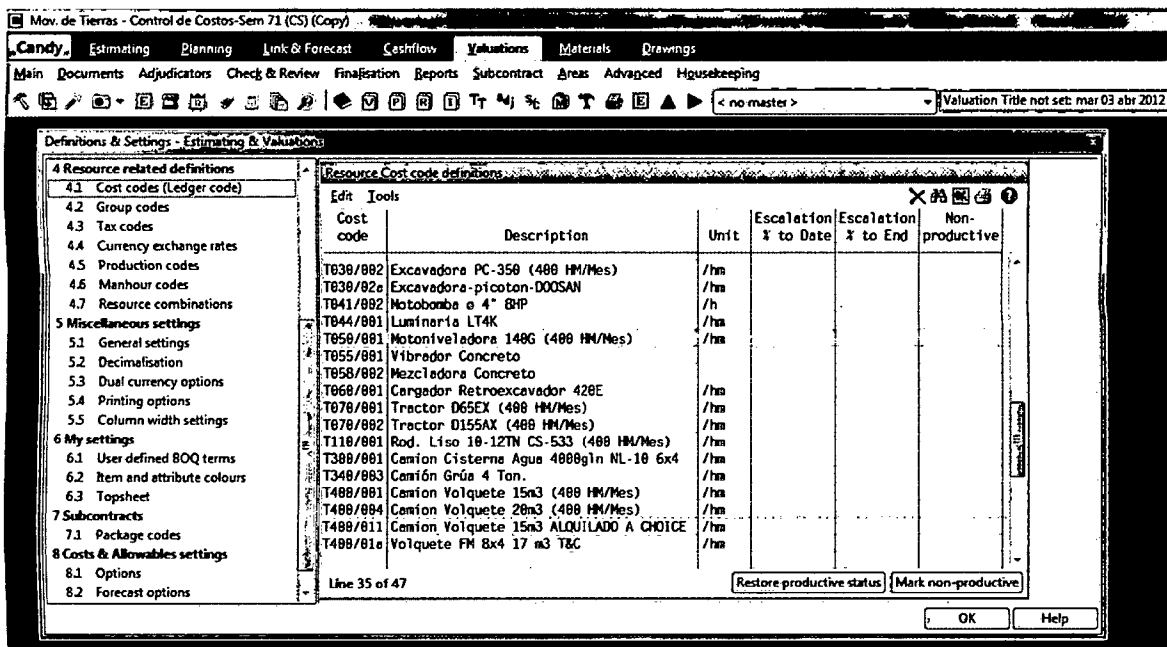 Mov. de Tierras - Control de Costos-Sem 71 (CS) (Copy)
Candy Estimating Planning Link & Forecast Cashflow Valuations Materials Drawings
Main Documents Adjudicators Check & Review Finalisation Reports Subcontract Areas Advanced Housekeeping
< no master > Valuation Title not set: mar 03 abr 2012
Definitions & Settings - Estimating & Valuations
4 Resource related definitions
4.1 Cost codes (Ledger code)
4.2 Group codes
4.3 Tax codes
4.4 Currency exchange rates
4.5 Production codes
4.6 Manhour codes
4.7 Resource combinations
5 Miscellaneous settings
5.1 General settings
5.2 Decimalisation
5.3 Dual currency options
5.4 Printing options
5.5 Column width settings
6 My settings
6.1 User defined BOQ terms
6.2 Item and attribute colours
6.3 Topsheet
7 Subcontracts
7.1 Package codes
8 Costs & Allowables settings
8.1 Options
8.2 Forecast options
Resource Cost code definitions
Edit Tools
Cost code Description Unit Escalation % to Date Escalation % to End Non-productive
T030/002 Excavadora PC-350 (400 HM/Mes) /hm
T030/02a Excavadora-picoton-DOOSAN /hm
T041/002 Motobomba ø 4" 8HP /h
T044/001 Luminaria LT4K /hm
T050/001 Motoniveladora 140G (400 HM/Mes) /hm
T055/001 Vibrador Concreto
T058/002 Mezcladora Concreto
T060/001 Cargador Retroexcavador 420E /hm
T070/001 Tractor D65EX (400 HM/Mes) /hm
T070/002 Tractor D155AX (400 HM/Mes) /hm
T110/001 Rod. Liso 10-12TN CS-533 (400 HM/Mes) /hm
T300/001 Camion Cisterna Agua 4000gln NL-10 6x4 /hm
T340/003 Camión Grúa 4 Ton. /hm
T400/001 Camion Volquete 15m3 (400 HM/Mes) /hm
T400/004 Camion Volquete 20m3 (400 HM/Mes) /hm
T400/011 Camion Volquete 15m3 ALQUILADO A CHOICE /hm
T400/01a Volquete FM 8x4 17 m3 T&C /hm
Line 35 of 47 Restore productive status Mark non-productive
OK Help